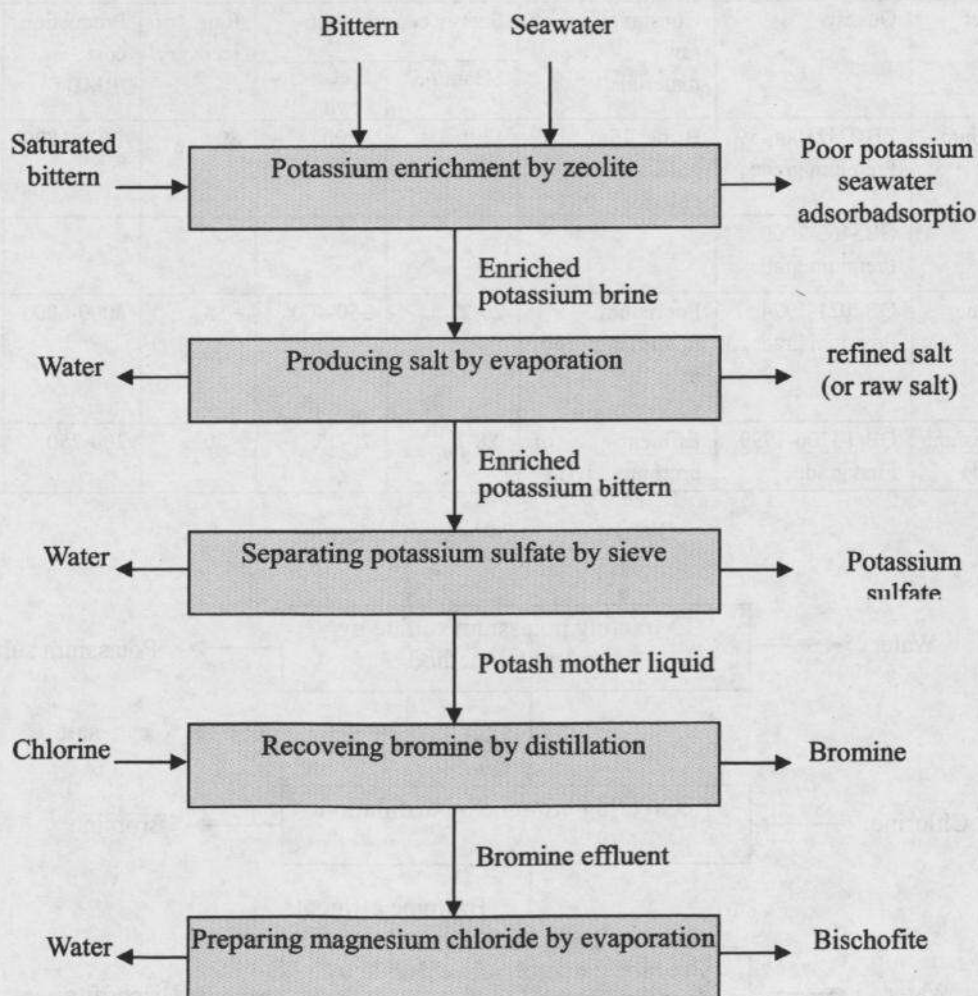 Bittern Seawater
Saturated
bittern
Potassium enrichment by zeolite
Poor potassium
seawater
adsorbadsorptio
Enriched
potassium brine
Water
Producing salt by evaporation
refined salt
(or raw salt)
Enriched
potassium bittern
Water
Separating potassium sulfate by sieve
Potassium
sulfate
Potash mother liquid
Chlorine
Recoveing bromine by distillation
Bromine
Bromine effluent
Water
Preparing magnesium chloride by evaporation
Bischofite